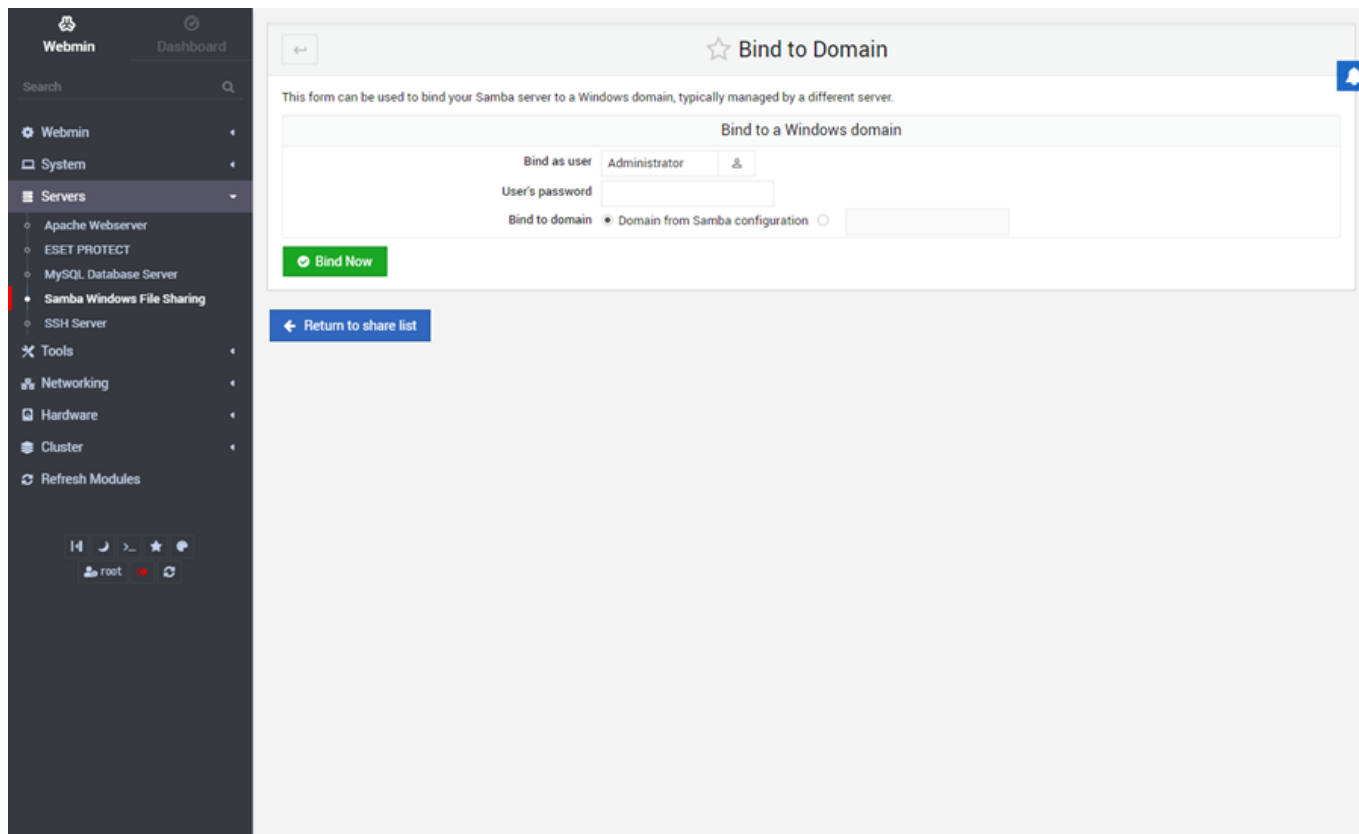 Webmin
Dashboard
Search
Webmin
System
Servers
Apache Webserver
ESET PROTECT
MySQL Database Server
Samba Windows File Sharing
SSH Server
Tools
Networking
Hardware
Cluster
Refresh Modules
root
Bind to Domain
This form can be used to bind your Samba server to a Windows domain, typically managed by a different server.
Bind to a Windows domain
Bind as user Administrator
User's password
Bind to domain Domain from Samba configuration
Bind Now
Return to share list